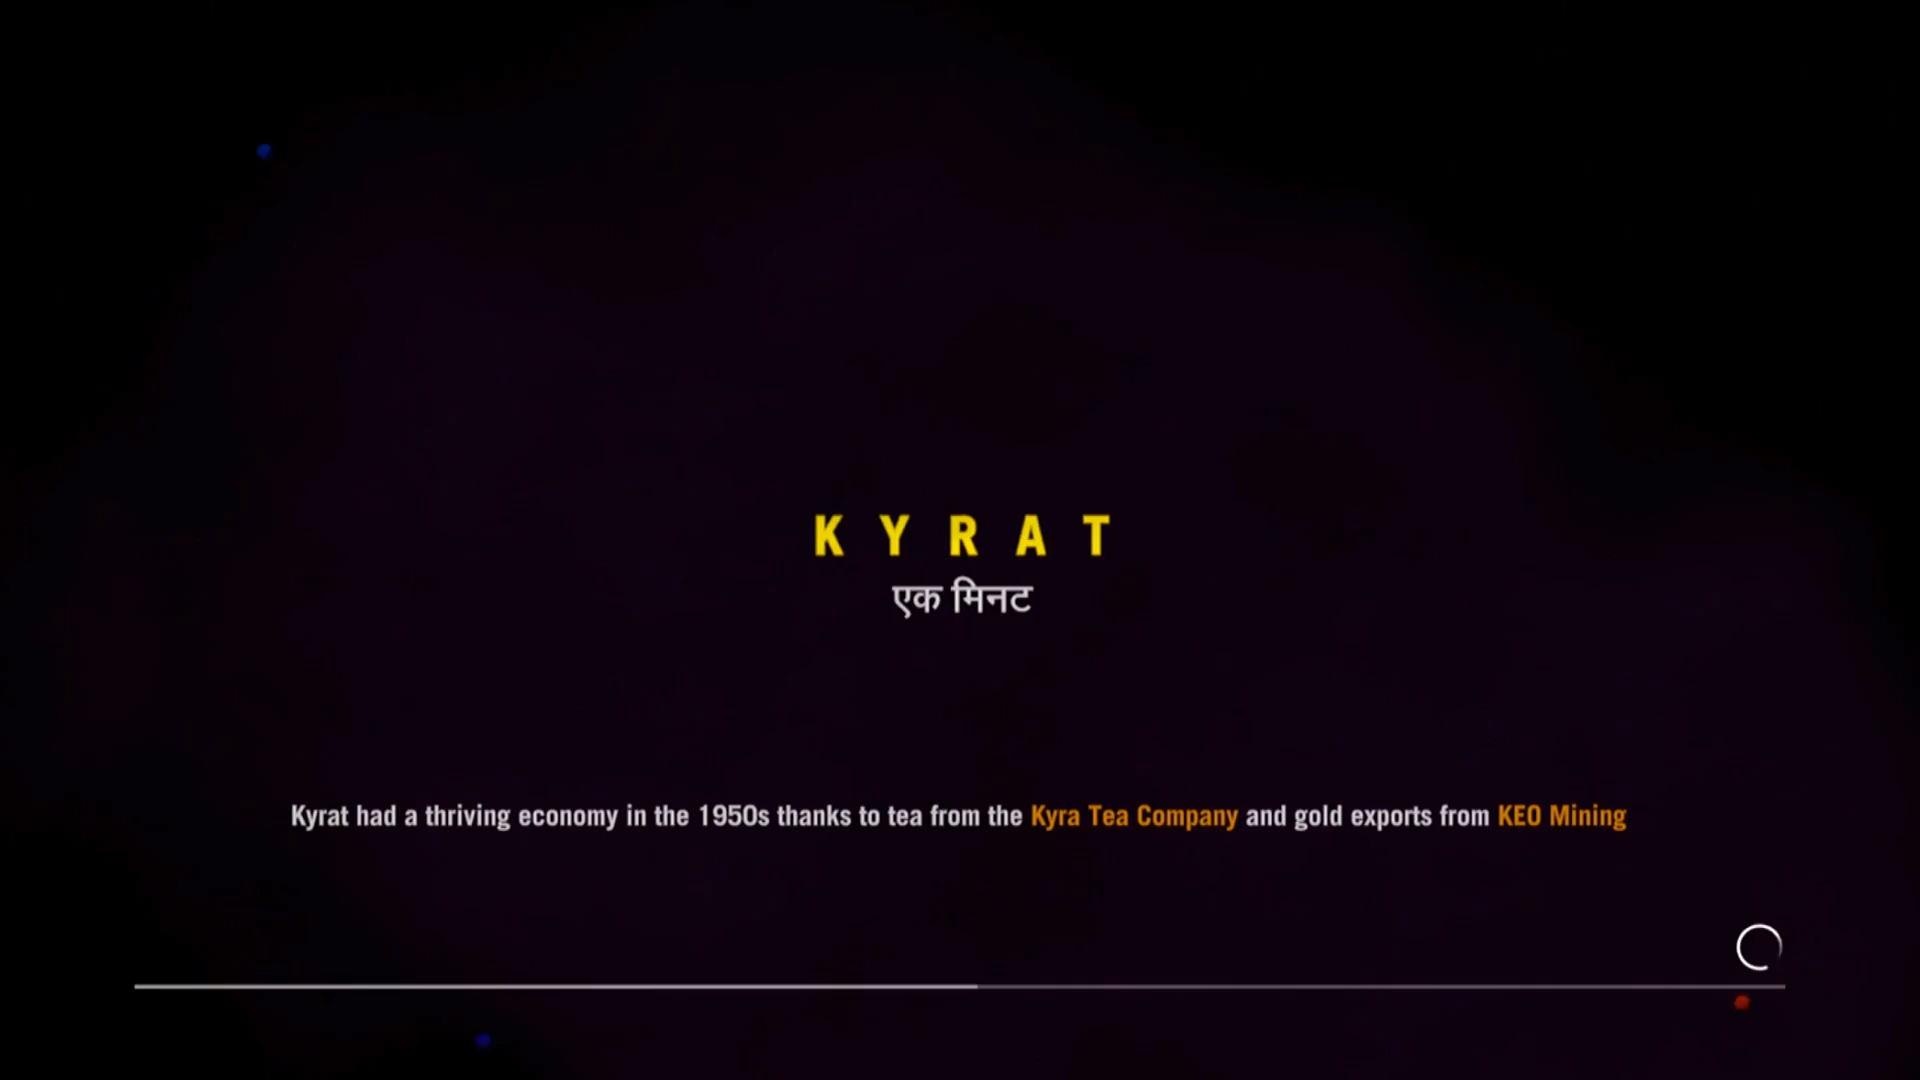 KYRAT
एक मिनट
Kyrat had a thriving economy in the 1950s thanks to tea from the Kyra Tea Company and gold exports from KEO Mining